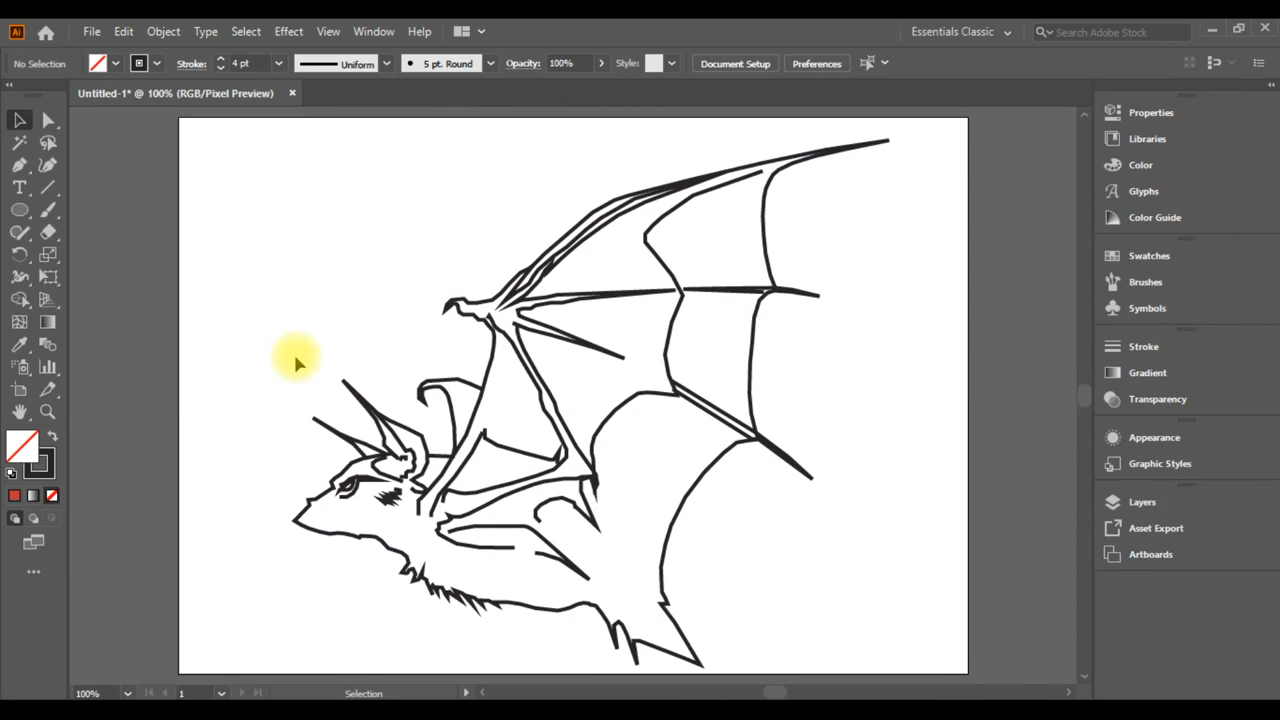 Ai File Edit Object Type Select Effect View Window Help Essentials Classic Search Adobe Stock
No Selection Stroke: 4 pt Uniform 5 pt. Round Opacity: 100% Style: Document Setup Preferences
Untitled-1* @ 100% (RGB/Pixel Preview)
Properties
Libraries
Color
Glyphs
Color Guide
Swatches
Brushes
Symbols
Stroke
Gradient
Transparency
Appearance
Graphic Styles
Layers
Asset Export
Artboards
100% 1 Selection